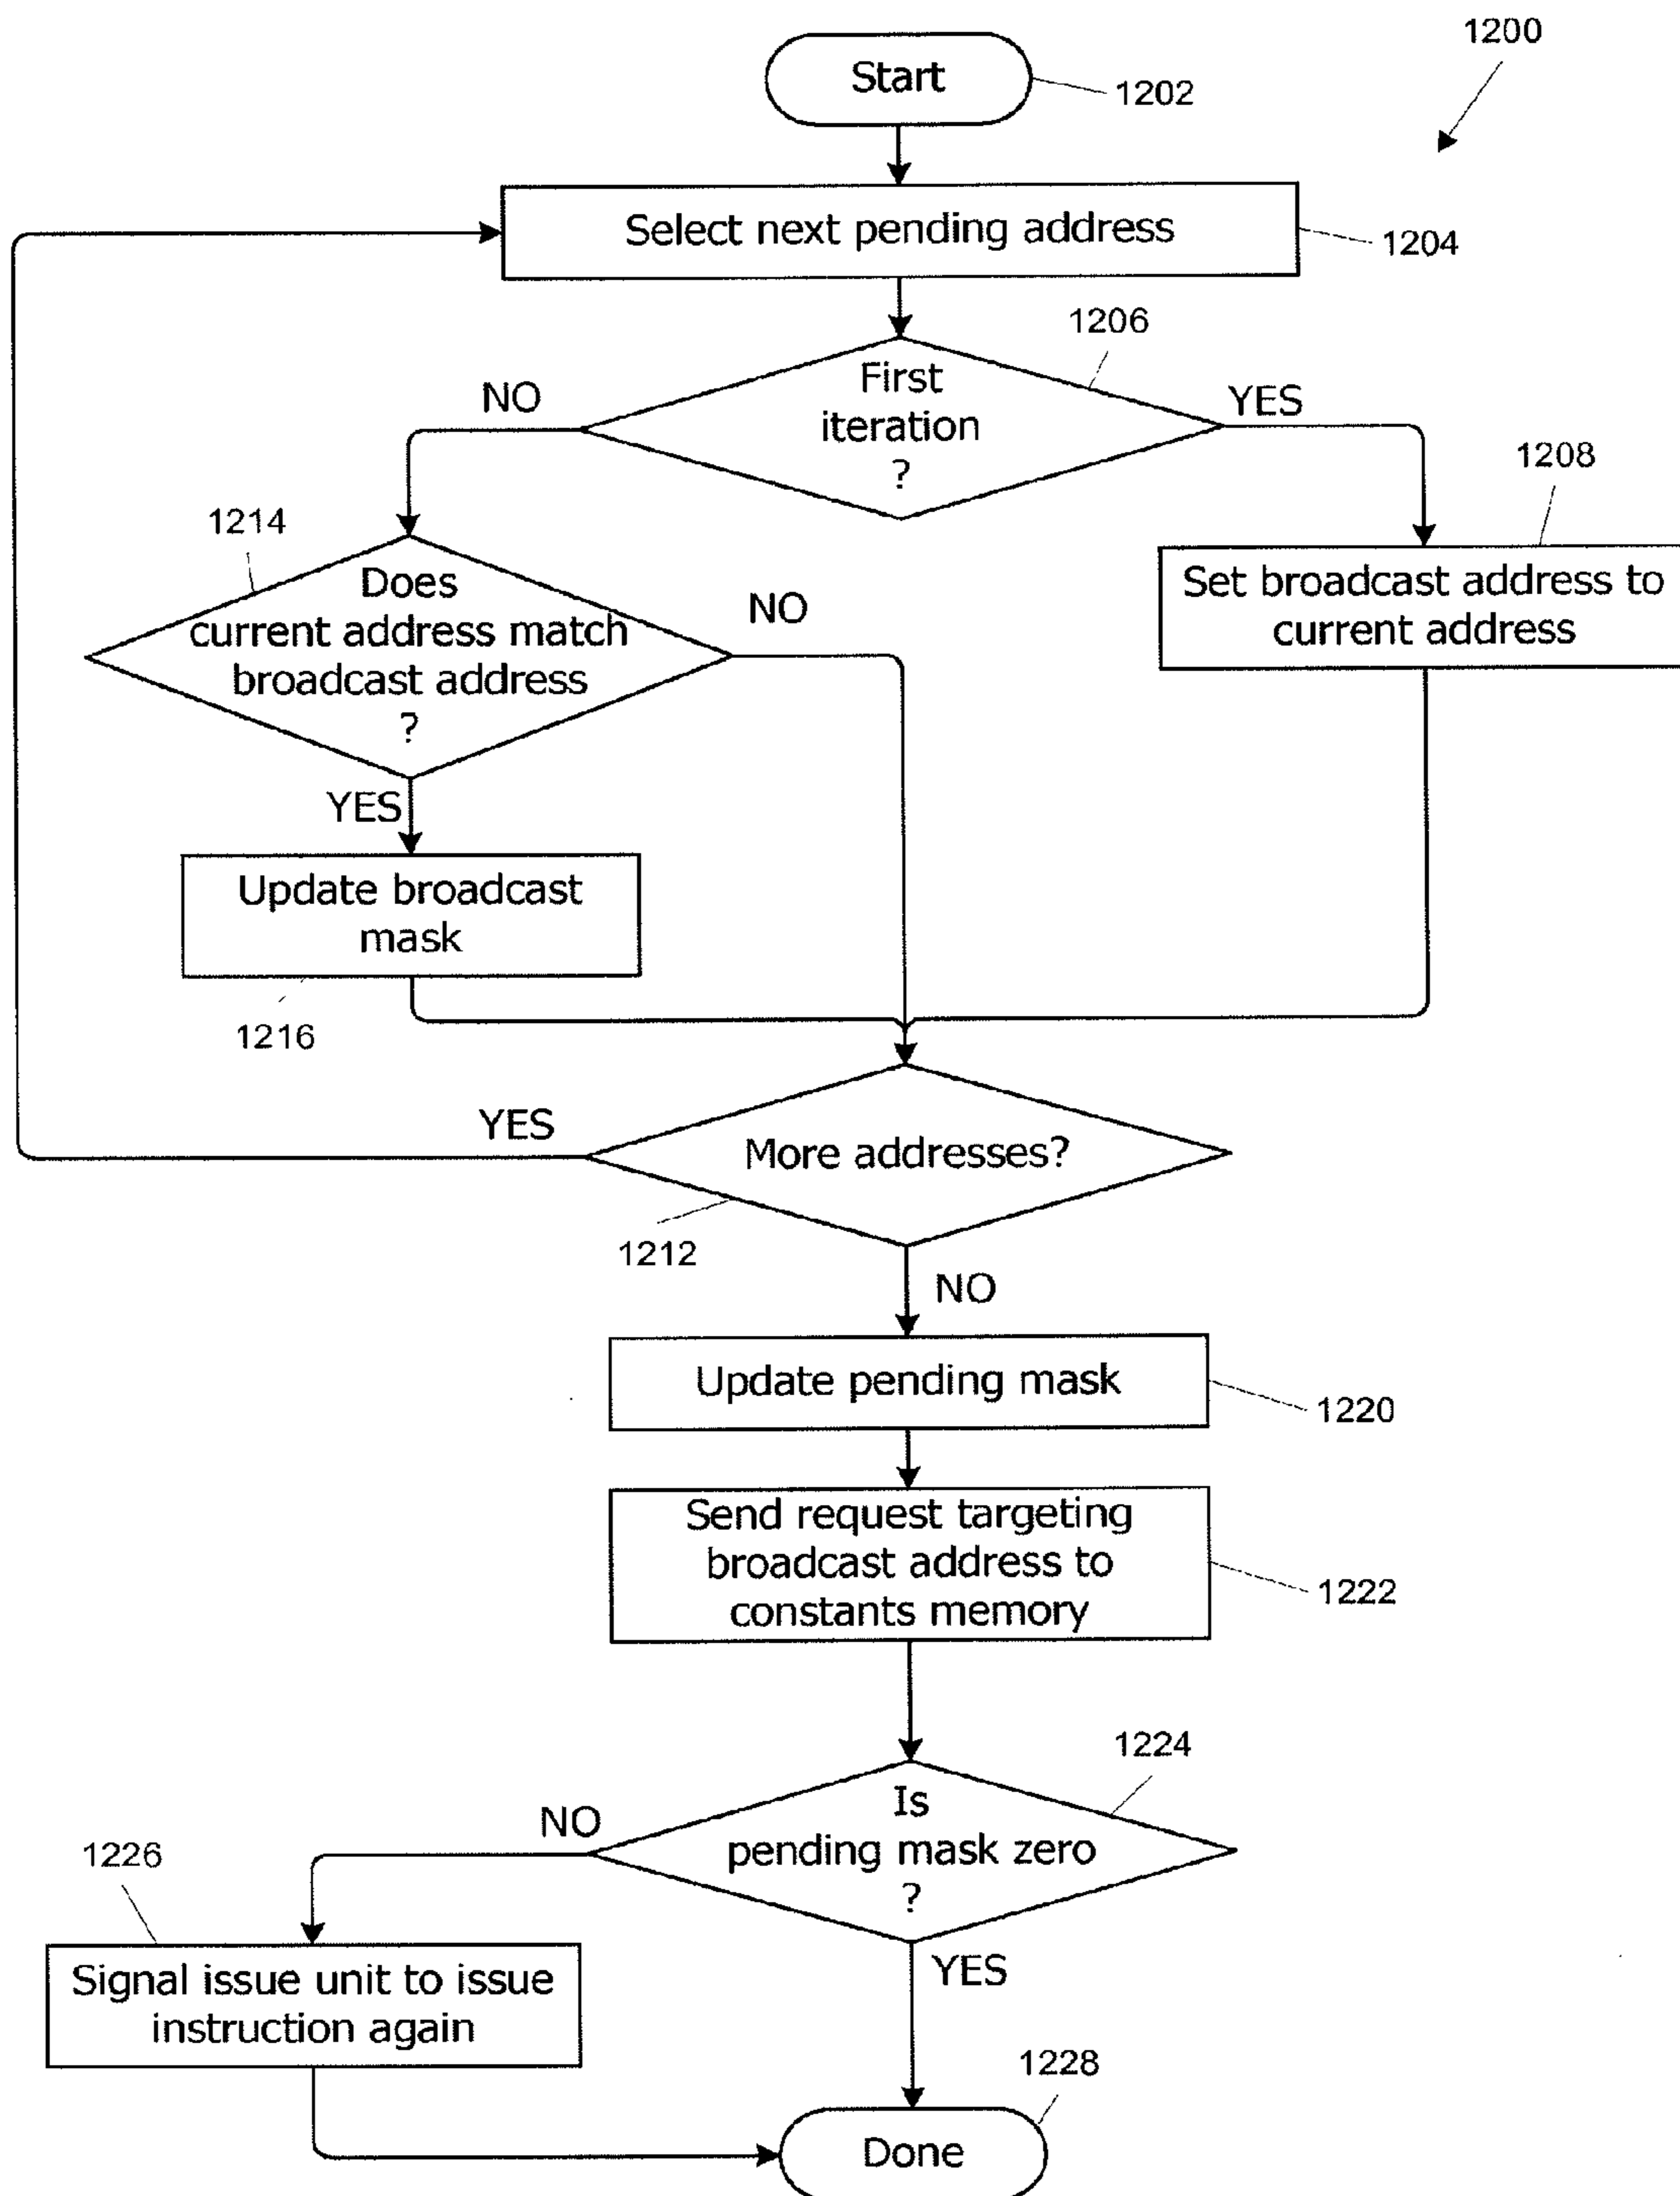 1200
Start
1202
Select next pending address
1204
1206
First
iteration
?
NO
YES
1208
Set broadcast address to
current address
1214
Does
current address match
broadcast address
?
NO
YES
Update broadcast
mask
1216
More addresses?
YES
1212
NO
Update pending mask
1220
Send request targeting
broadcast address to
constants memory
1222
1224
Is
pending mask zero
?
NO
1226
YES
Signal issue unit to issue
instruction again
1228
Done